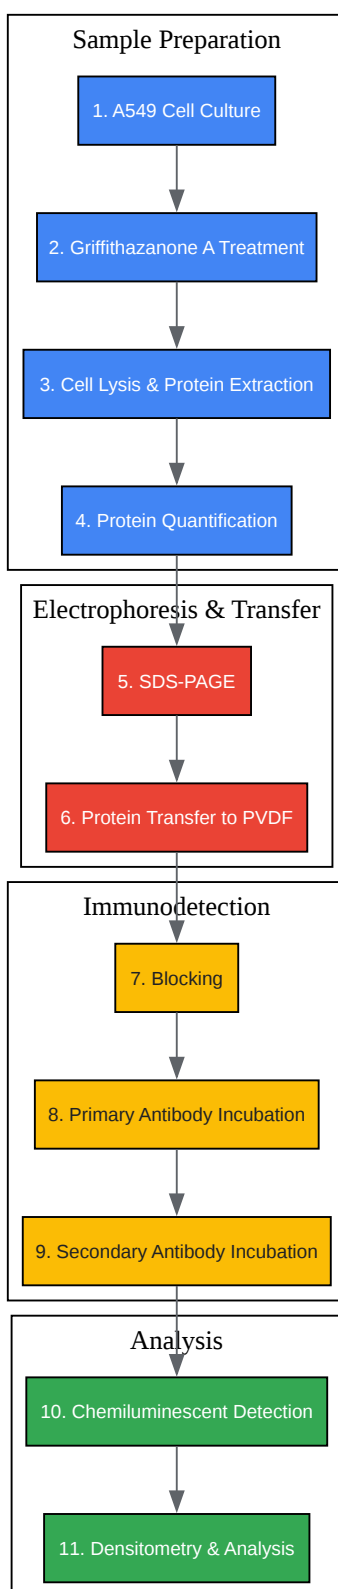 Sample Preparation
1. A549 Cell Culture
2. Griffithazanone A Treatment
3. Cell Lysis & Protein Extraction
4. Protein Quantification
Electrophoresis & Transfer
5. SDS-PAGE
6. Protein Transfer to PVDF
Immunodetection
7. Blocking
8. Primary Antibody Incubation
9. Secondary Antibody Incubation
Analysis
10. Chemiluminescent Detection
11. Densitometry & Analysis